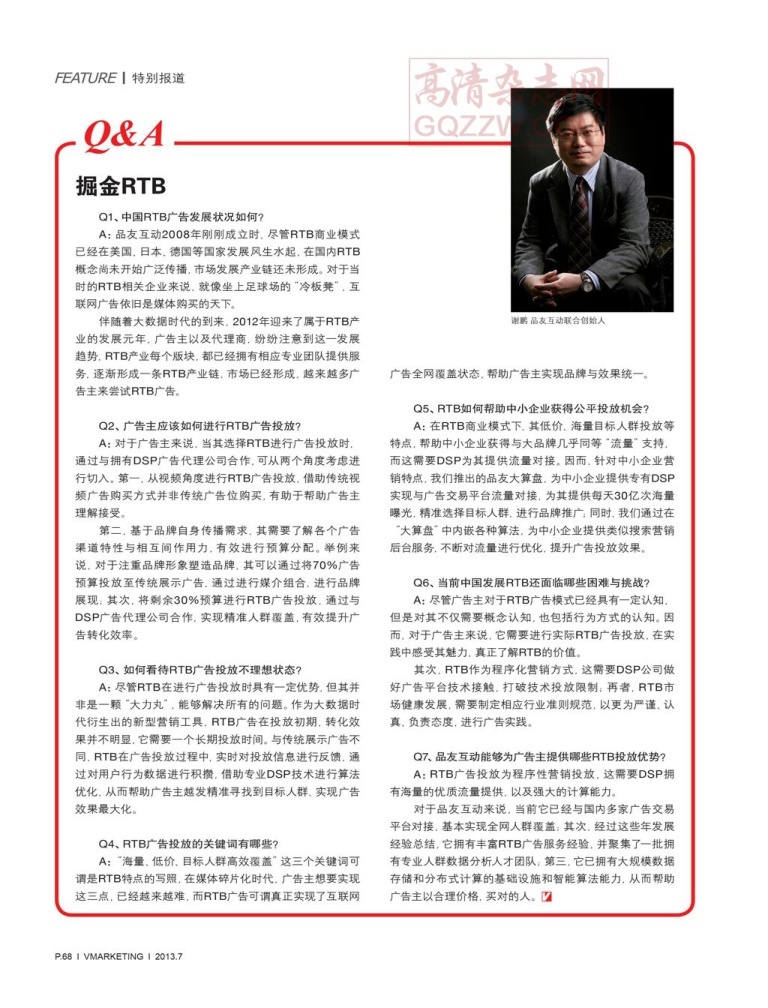 FEATURE | 特别报道
高清杂志网
GQZZW.C
Q&A
掘金RTB
Q1、中国RTB广告发展状况如何？
A：品友互动2008年刚刚成立时，尽管RTB商业模式
已经在美国，日本，德国等国家发展风生水起，在国内RTB
概念尚未开始广泛传播，市场发展产业链还未形成。对于当
时的RTB相关企业来说，就像坐上足球场的“冷板凳”，互
联网广告依旧是媒体购买的天下。
伴随着大数据时代的到来，2012年迎来了属于RTB产
业的发展元年，广告主以及代理商，纷纷注意到这一发展
趋势，RTB产业每个版块，都已经拥有相应专业团队提供服
务，逐渐形成一条RTB产业链，市场已经形成，越来越多广
告主来尝试RTB广告。
Q2、广告主应该如何进行RTB广告投放？
A：对于广告主来说，当其选择RTB进行广告投放时，
通过与拥有DSP广告代理公司合作，可从两个角度考虑进
行切入。第一，从视频角度进行RTB广告投放，借助传统视
频广告购买方式并非传统广告位购买，有助于帮助广告主
理解接受。
第二，基于品牌自身传播需求，其需要了解各个广告
渠道特性与相互间作用力，有效进行预算分配。举例来
说，对于注重品牌形象塑造品牌，其可以通过将70%广告
预算投放至传统展示广告，通过进行媒介组合，进行品牌
展现；其次，将剩余30%预算进行RTB广告投放，通过与
DSP广告代理公司合作，实现精准人群覆盖，有效提升广
告转化效率。
Q3、如何看待RTB广告投放不理想状态？
A：尽管RTB在进行广告投放时具有一定优势，但其并
非是一颗“大力丸”，能够解决所有的问题。作为大数据时
代衍生出的新型营销工具，RTB广告在投放初期，转化效
果并不明显，它需要一个长期投放时间。与传统展示广告不
同，RTB在广告投放过程中，实时对投放信息进行反馈，通
过对用户行为数据进行积攒，借助专业DSP技术进行算法
优化，从而帮助广告主越发精准寻找到目标人群，实现广告
效果最大化。
Q4、RTB广告投放的关键词有哪些？
A：“海量、低价、目标人群高效覆盖”这三个关键词可
谓是RTB特点的写照，在媒体碎片化时代，广告主想要实现
这三点，已经越来越难，而RTB广告可谓真正实现了互联网
谢鹏 品友互动联合创始人
广告全网覆盖状态，帮助广告主实现品牌与效果统一。
Q5、RTB如何帮助中小企业获得公平投放机会？
A：在RTB商业模式下，其低价、海量目标人群投放等
特点，帮助中小企业获得与大品牌几乎同等“流量”支持，
而这需要DSP为其提供流量对接。因而，针对中小企业营
销特点，我们推出的品友大算盘，为中小企业提供专有DSP
实现与广告交易平台流量对接，为其提供每天30亿次海量
曝光，精准选择目标人群，进行品牌推广；同时，我们通过在
“大算盘”中内嵌各种算法，为中小企业提供类似搜索营销
后台服务，不断对流量进行优化，提升广告投放效果。
Q6、当前中国发展RTB还面临哪些困难与挑战？
A：尽管广告主对于RTB广告模式已经具有一定认知，
但是对其不仅需要概念认知，也包括行为方式的认知。因
而，对于广告主来说，它需要进行实际RTB广告投放，在实
践中感受其魅力，真正了解RTB的价值。
其次，RTB作为程序化营销方式，这需要DSP公司做
好广告平台技术接触，打破技术投放限制；再者，RTB市
场健康发展，需要制定相应行业准则规范，以更为严谨、认
真、负责态度，进行广告实践。
Q7、品友互动能够为广告主提供哪些RTB投放优势？
A：RTB广告投放为程序性营销投放，这需要DSP拥
有海量的优质流量提供，以及强大的计算能力。
对于品友互动来说，当前它已经与国内多家广告交易
平台对接，基本实现全网人群覆盖；其次，经过这些年发展
经验总结，它拥有丰富RTB广告服务经验，并聚集了一批拥
有专业人群数据分析人才团队；第三，它已拥有大规模数据
存储和分布式计算的基础设施和智能算法能力，从而帮助
广告主以合理价格，买对的人。
P.68 | VMARKETING | 2013.7